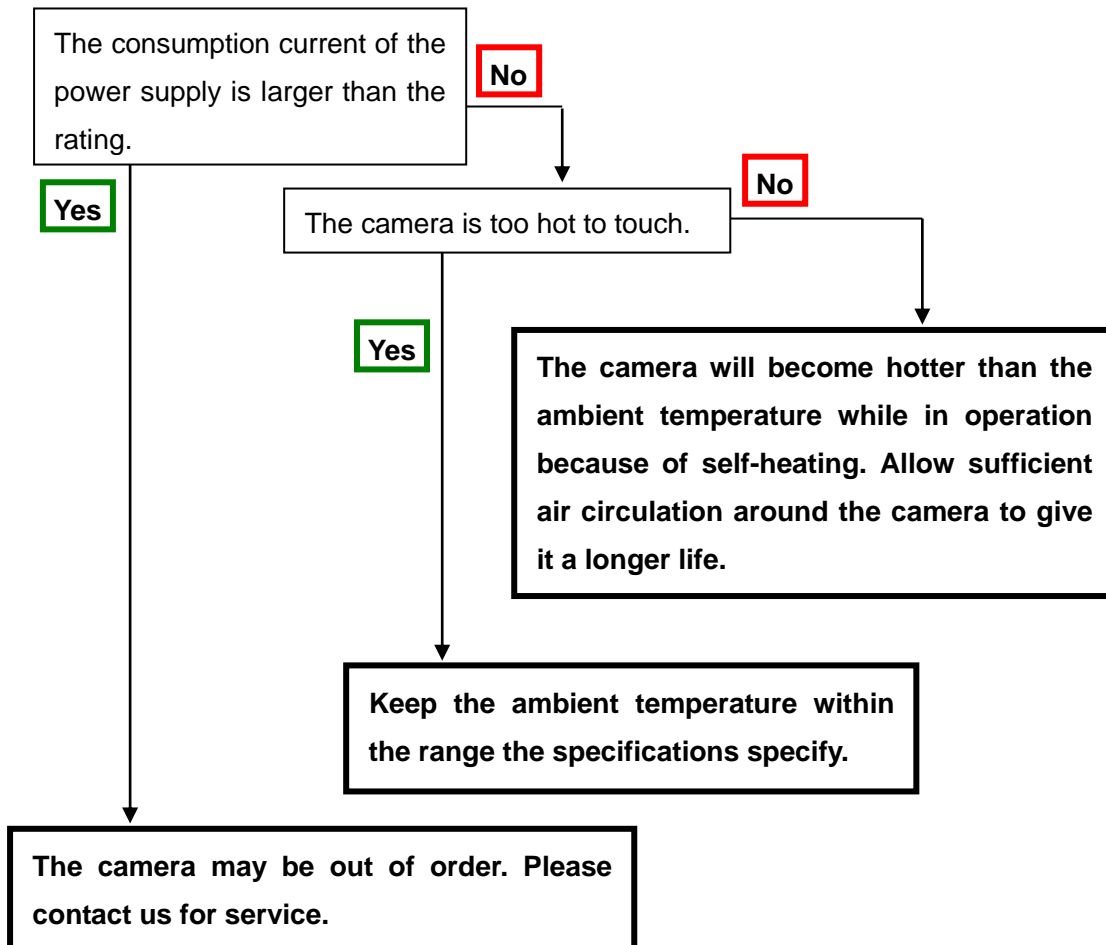 The consumption current of the
power supply is larger than the
rating.
No
Yes
No
The camera is too hot to touch.
Yes
The camera will become hotter than the
ambient temperature while in operation
because of self-heating. Allow sufficient
air circulation around the camera to give
it a longer life.
Keep the ambient temperature within
the range the specifications specify.
The camera may be out of order. Please
contact us for service.